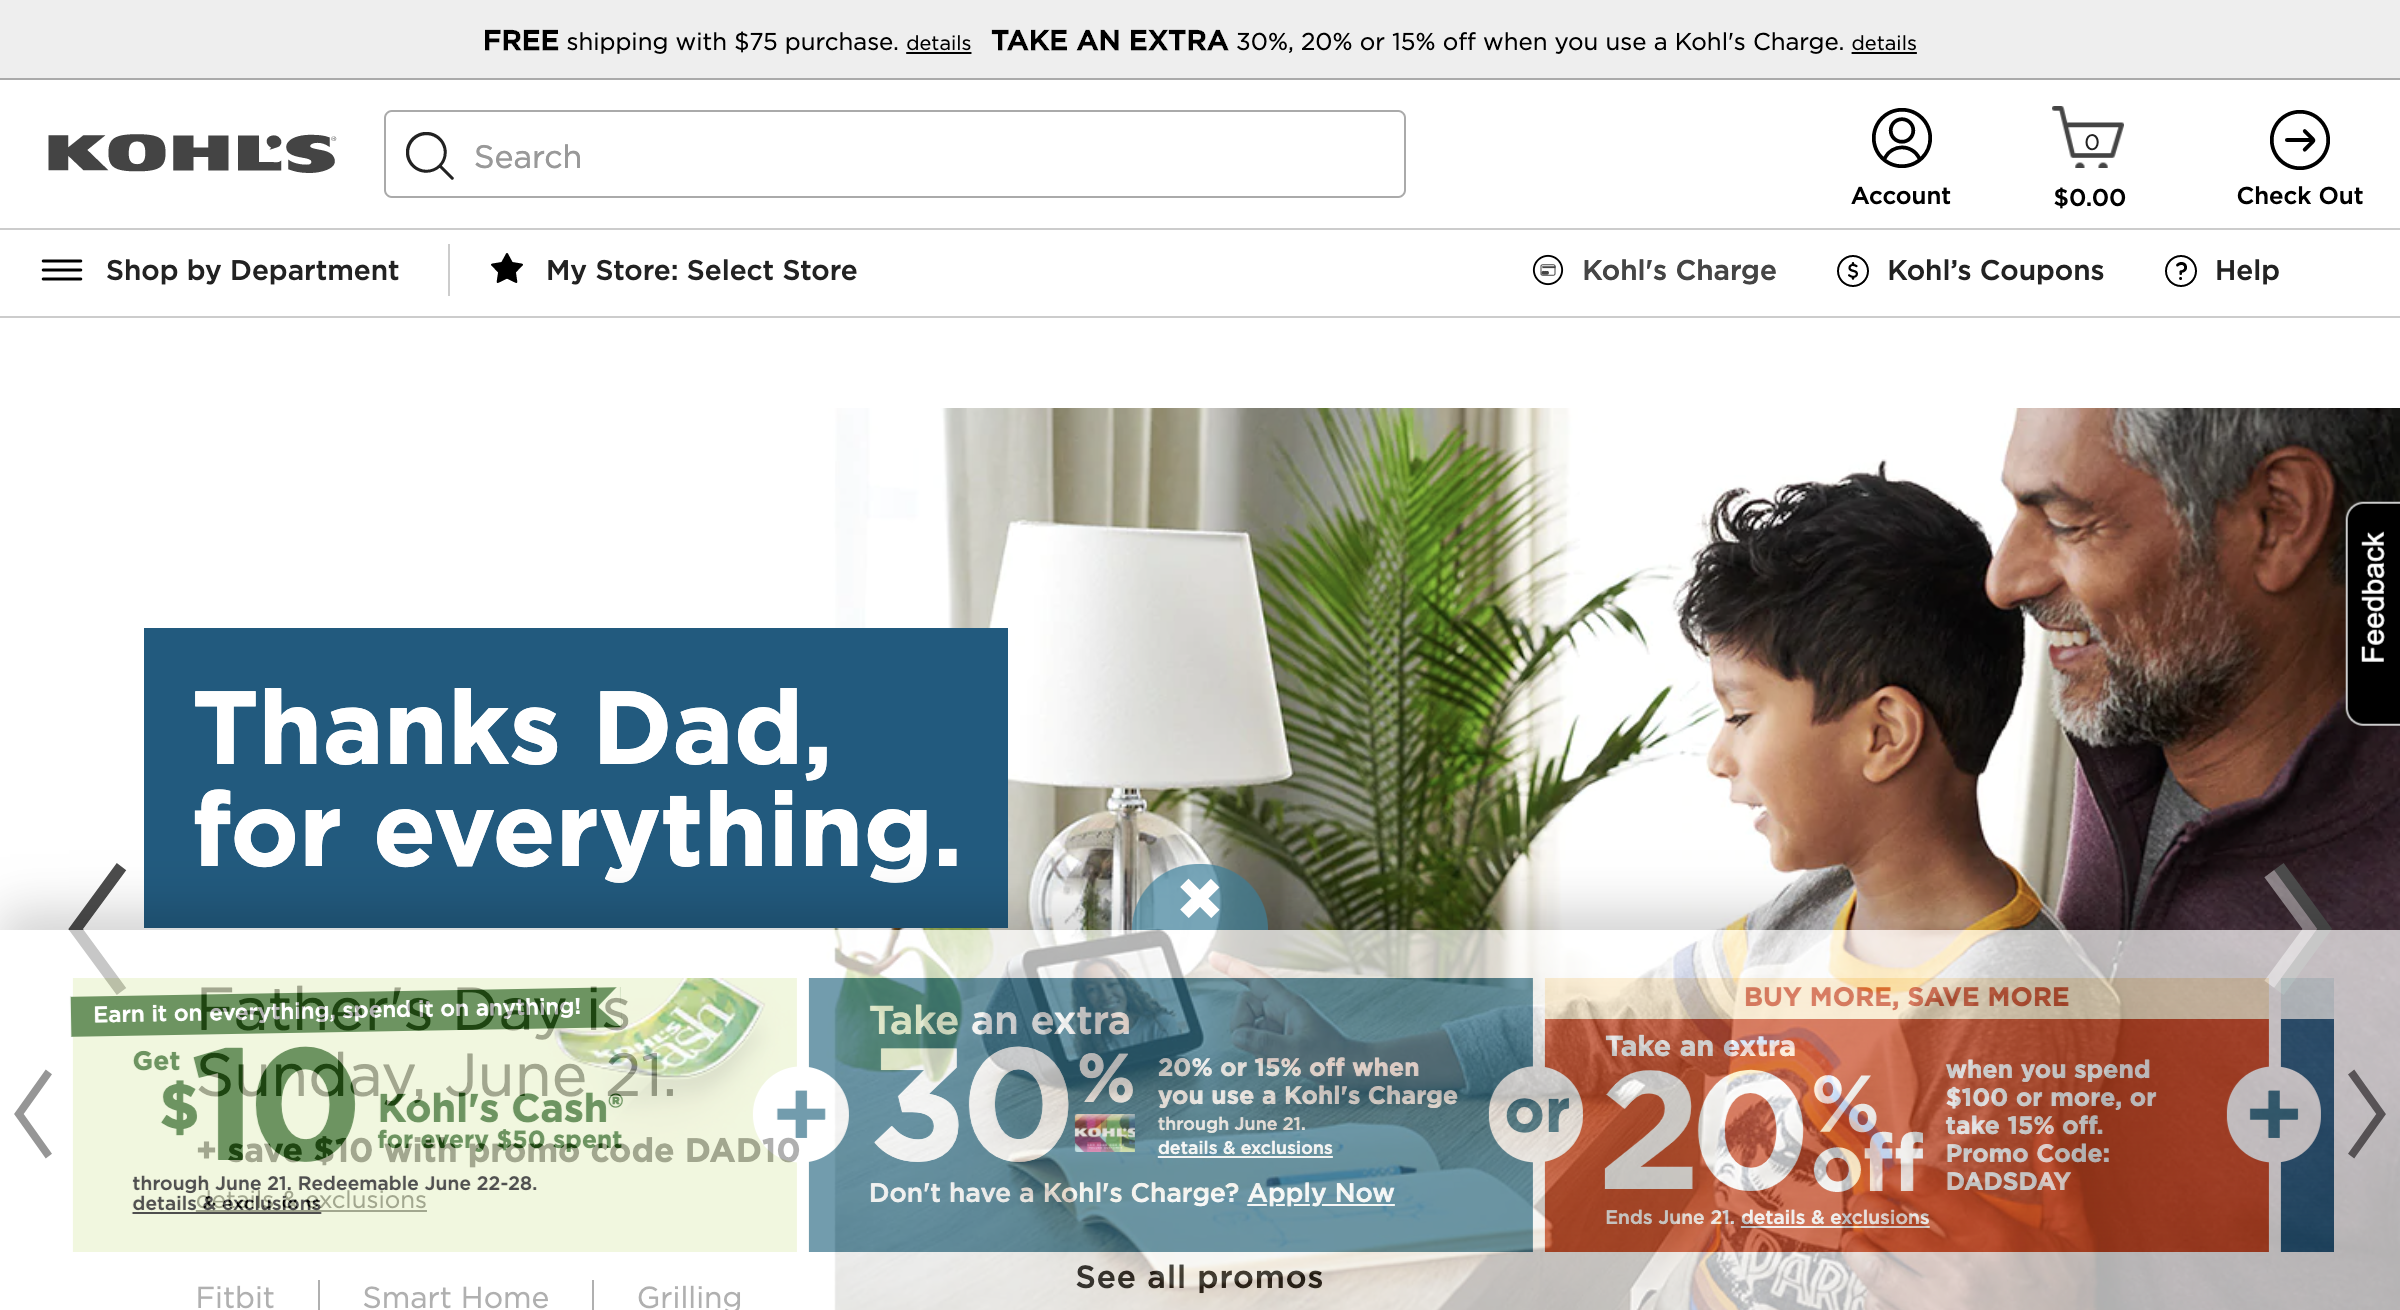 FREE shipping with $75 purchase. details TAKE AN EXTRA 30%, 20% or 15% off when you use a Kohl's Charge. details
KOHL'S
Search
0
Account
$0.00
Check Out
Shop by Department
My Store: Select Store
Kohl's Charge
$
Kohl’s Coupons
?
Help
Feedback
Thanks Dad,
for everything.
Father's Day is
Sunday, June 21.
+ save $10 with promo code DAD10
details & exclusions
Earn it on everything, spend it on anything!
Get
$10 Kohl's Cash®
for every $50 spent
through June 21. Redeemable June 22-28.
details & exclusions
+
Take an extra
30%
20% or 15% off when
you use a Kohl's Charge
through June 21.
details & exclusions
KOHL'S
Don't have a Kohl's Charge? Apply Now
or
BUY MORE, SAVE MORE
Take an extra
20% off
when you spend
$100 or more, or
take 15% off.
Promo Code:
DADSDAY
Ends June 21. details & exclusions
+
See all promos
Fitbit
Smart Home
Grilling